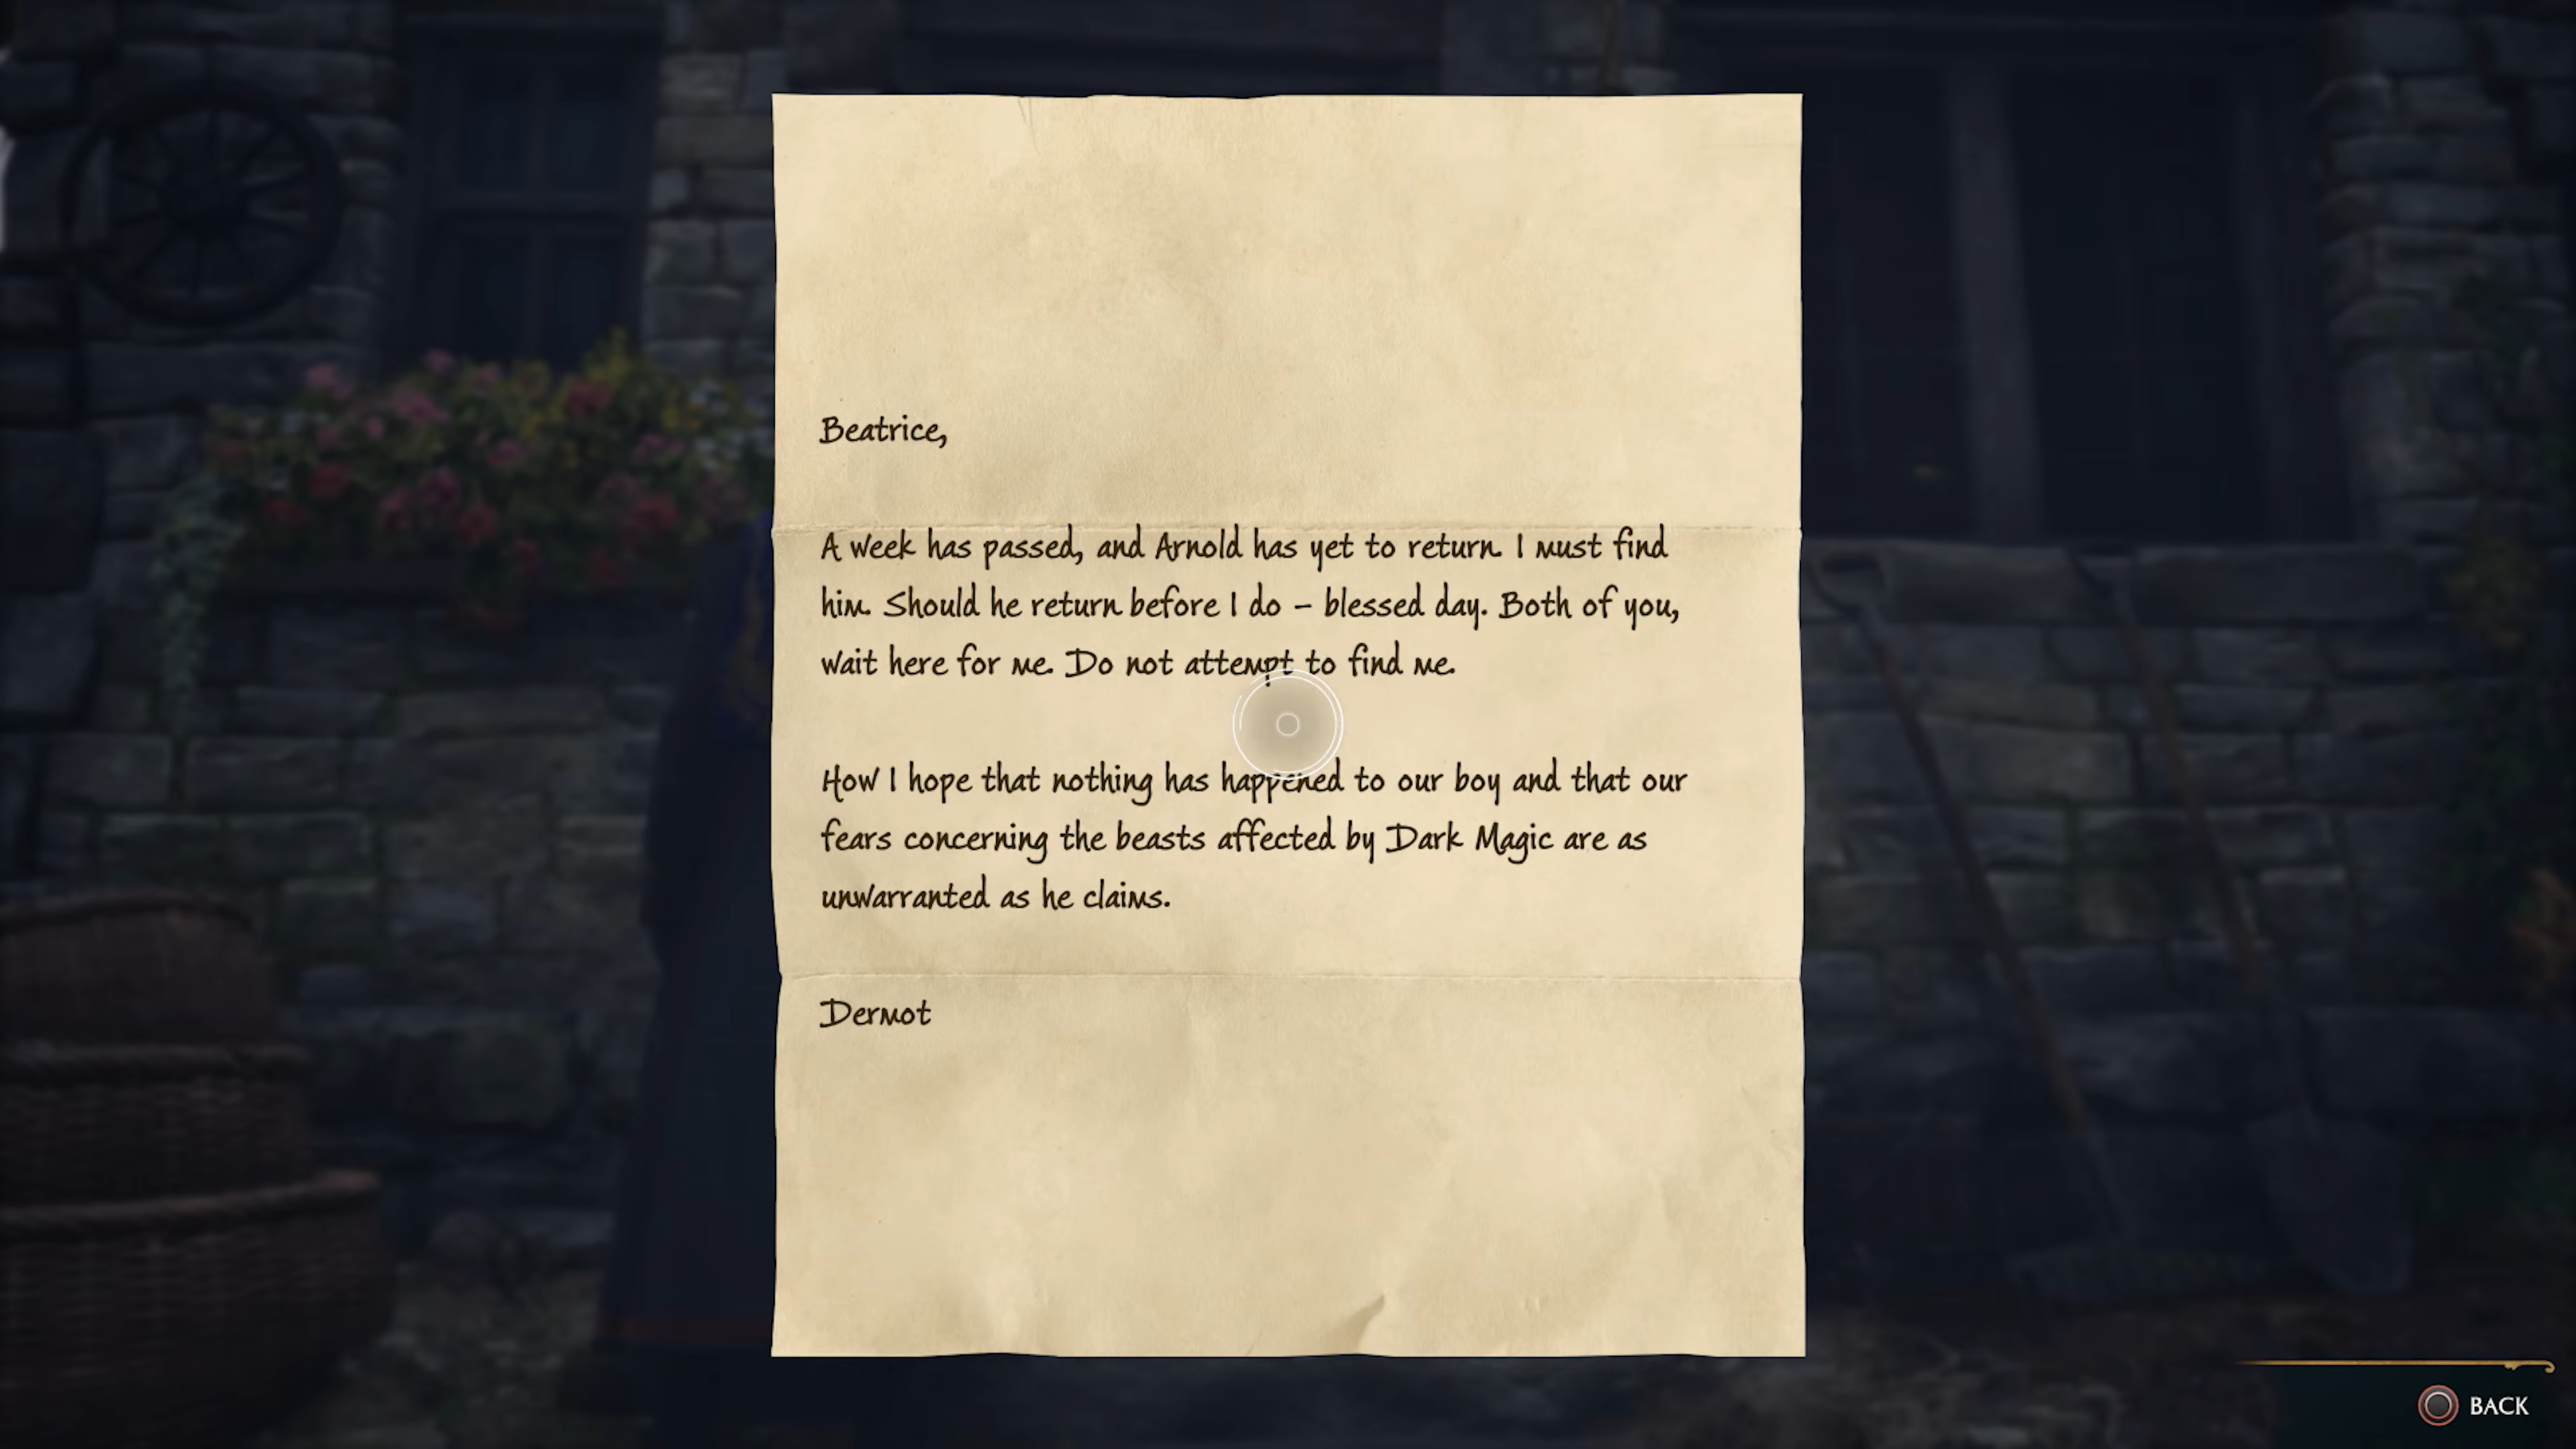 Beatrice,
A week has passed, and Arnold has yet to return. I must find
him. Should he return before I do – blessed day. Both of you,
wait here for me. Do not attempt to find me.
How I hope that nothing has happened to our boy and that our
fears concerning the beasts affected by Dark Magic are as
unwarranted as he claims.
Dermot
BACK